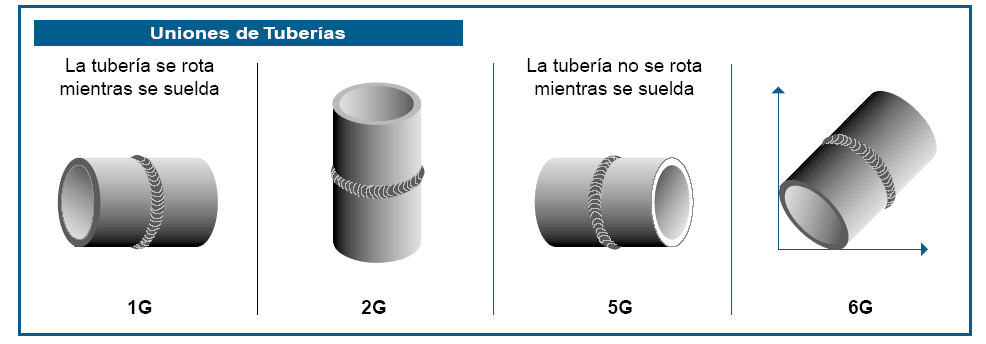 Uniones de Tuberías
La tubería se rota
mientras se suelda
La tubería no se rota
mientras se suelda
1G
2G
5G
6G